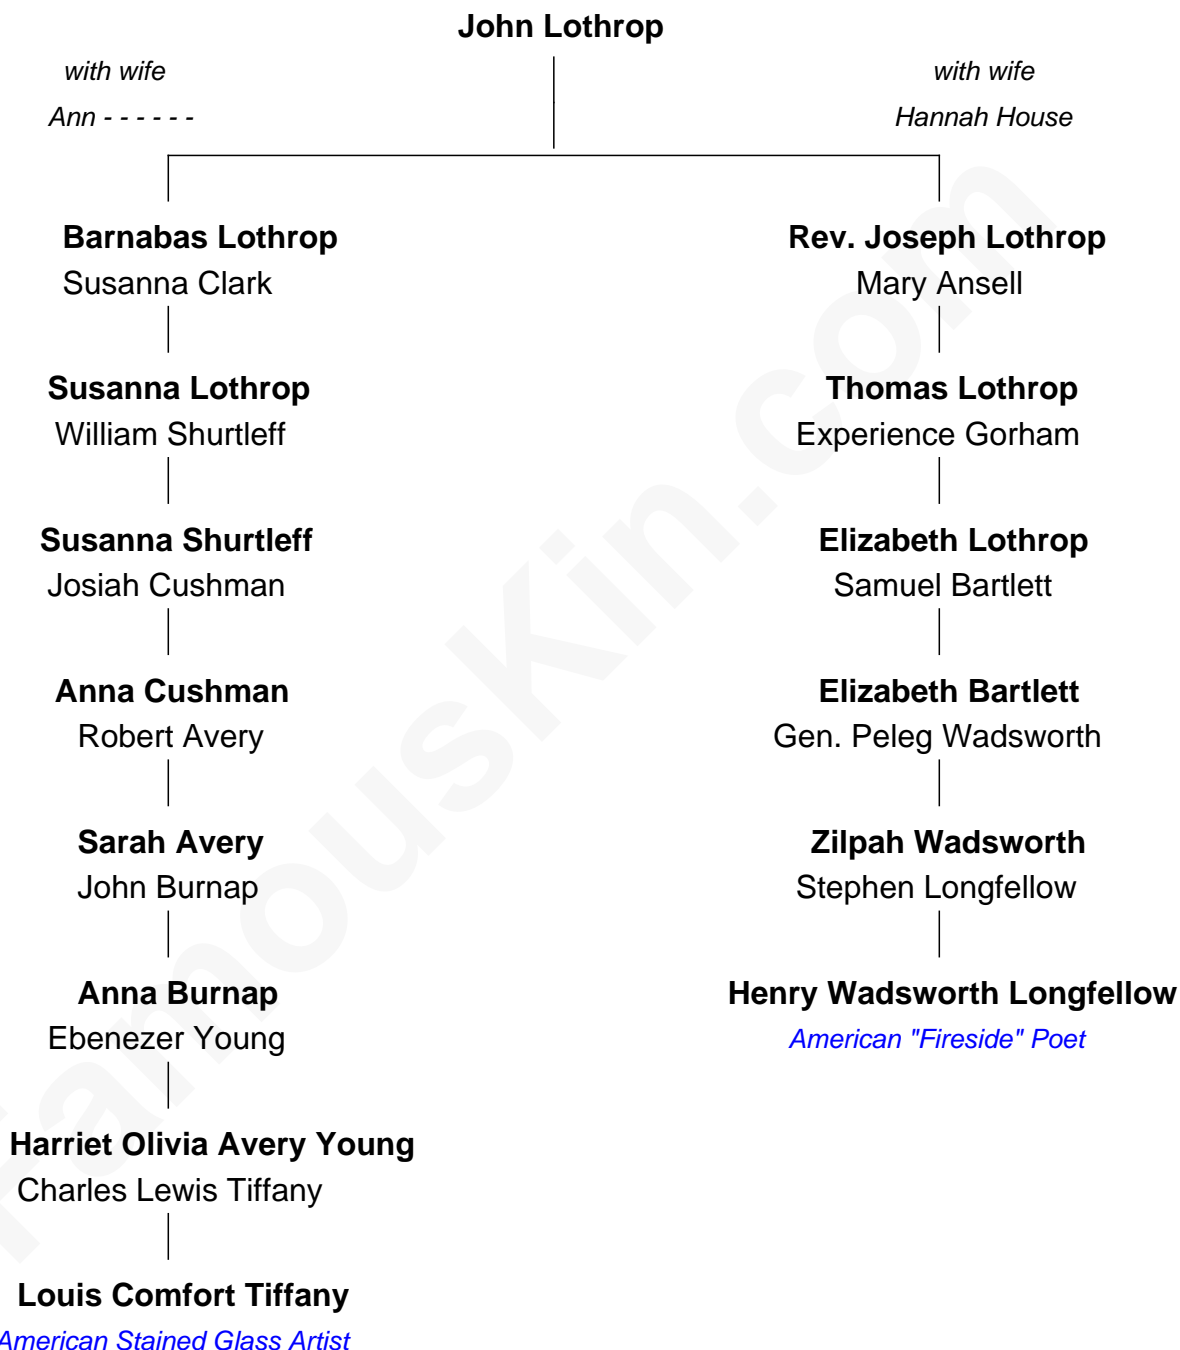 John Lothrop
with wife
Ann - - - - - -
with wife
Hannah House
Barnabas Lothrop
Susanna Clark
Rev. Joseph Lothrop
Mary Ansell
Susanna Lothrop
William Shurtleff
Thomas Lothrop
Experience Gorham
Susanna Shurtleff
Josiah Cushman
Elizabeth Lothrop
Samuel Bartlett
Anna Cushman
Robert Avery
Elizabeth Bartlett
Gen. Peleg Wadsworth
Sarah Avery
John Burnap
Zilpah Wadsworth
Stephen Longfellow
Anna Burnap
Ebenezer Young
Henry Wadsworth Longfellow
American "Fireside" Poet
Harriet Olivia Avery Young
Charles Lewis Tiffany
Louis Comfort Tiffany
American Stained Glass Artist
FamousKin.com